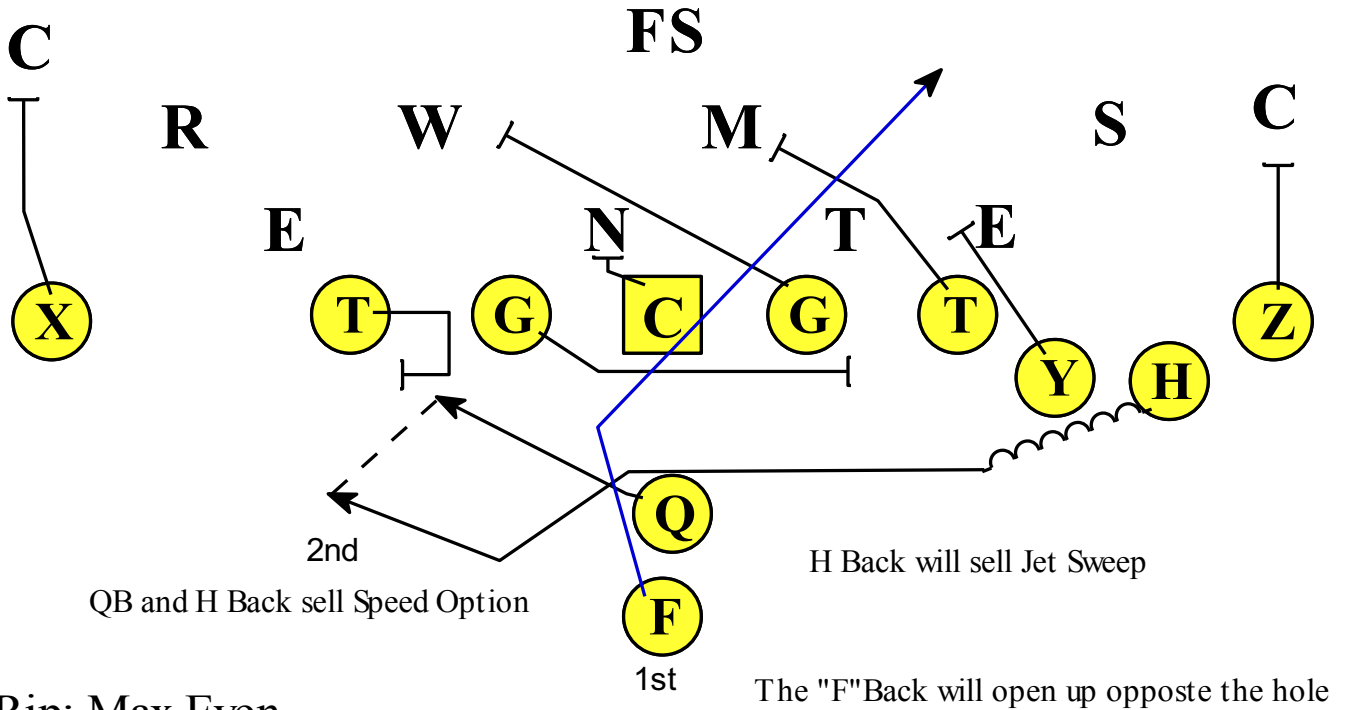 C FS C
R W M S
E N T E
X T G C G T Y H Z
Q
2nd
H Back will sell Jet Sweep
QB and H Back sell Speed Option
F
1st
The "F"Back will open up opposte the hole